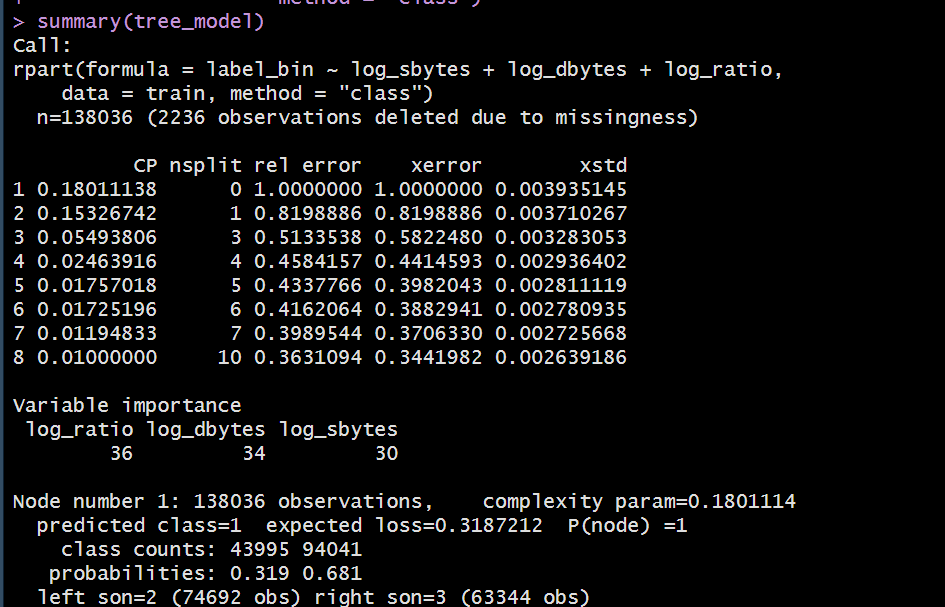 > summary(tree_model)
Call:
rpart(formula = label_bin ~ log_sbytes + log_dbytes + log_ratio,
    data = train, method = "class")
  n=138036 (2236 observations deleted due to missingness)

          CP nsplit rel error    xerror        xstd
1 0.18011138      0 1.0000000 1.0000000 0.003935145
2 0.15326742      1 0.8198886 0.8198886 0.003710267
3 0.05493806      3 0.5133538 0.5822480 0.003283053
4 0.02463916      4 0.4584157 0.4414593 0.002936402
5 0.01757018      5 0.4337766 0.3982043 0.002811119
6 0.01725196      6 0.4162064 0.3882941 0.002780935
7 0.01194833      7 0.3989544 0.3706330 0.002725668
8 0.01000000     10 0.3631094 0.3441982 0.002639186

Variable importance
 log_ratio log_dbytes log_sbytes
        36         34         30

Node number 1: 138036 observations,    complexity param=0.1801114
  predicted class=1  expected loss=0.3187212  P(node) =1
    class counts: 43995 94041
   probabilities: 0.319 0.681
  left son=2 (74692 obs) right son=3 (63344 obs)